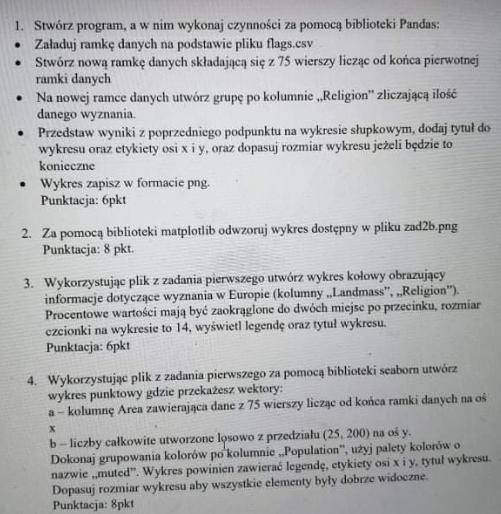 1. Stwórz program, a w nim wykonaj czynności za pomocą biblioteki Pandas:
• Załaduj ramkę danych na podstawie pliku flags.csv
• Stwórz nową ramkę danych składającą się z 75 wierszy licząc od końca pierwotnej
ramki danych
• Na nowej ramce danych utwórz grupę po kolumnie „Religion” zliczającą ilość
danego wyznania.
• Przedstaw wyniki z poprzedniego podpunktu na wykresie słupkowym, dodaj tytuł do
wykresu oraz etykiety osi x i y, oraz dopasuj rozmiar wykresu jeżeli będzie to
konieczne
• Wykres zapisz w formacie png.
Punktacja: 6pkt
2. Za pomocą biblioteki matplotlib odwzoruj wykres dostępny w pliku zad2b.png
Punktacja: 8 pkt.
3. Wykorzystując plik z zadania pierwszego utwórz wykres kołowy obrazujący
informacje dotyczące wyznania w Europie (kolumny „Landmass”, „Religion”).
Procentowe wartości mają być zaokrąglone do dwóch miejsc po przecinku, rozmiar
czcionki na wykresie to 14, wyświetl legendę oraz tytuł wykresu.
Punktacja: 6pkt
4. Wykorzystując plik z zadania pierwszego za pomocą biblioteki seaborn utwórz
wykres punktowy gdzie przekażesz wektory:
a – kolumnę Area zawierająca dane z 75 wierszy licząc od końca ramki danych na oś
x
b – liczby całkowite utworzone losowo z przedziału (25, 200) na oś y.
Dokonaj grupowania kolorów po kolumnie „Population”, użyj palety kolorów o
nazwie „muted”. Wykres powinien zawierać legendę, etykiety osi x i y, tytuł wykresu.
Dopasuj rozmiar wykresu aby wszystkie elementy były dobrze widoczne.
Punktacja: 8pkt